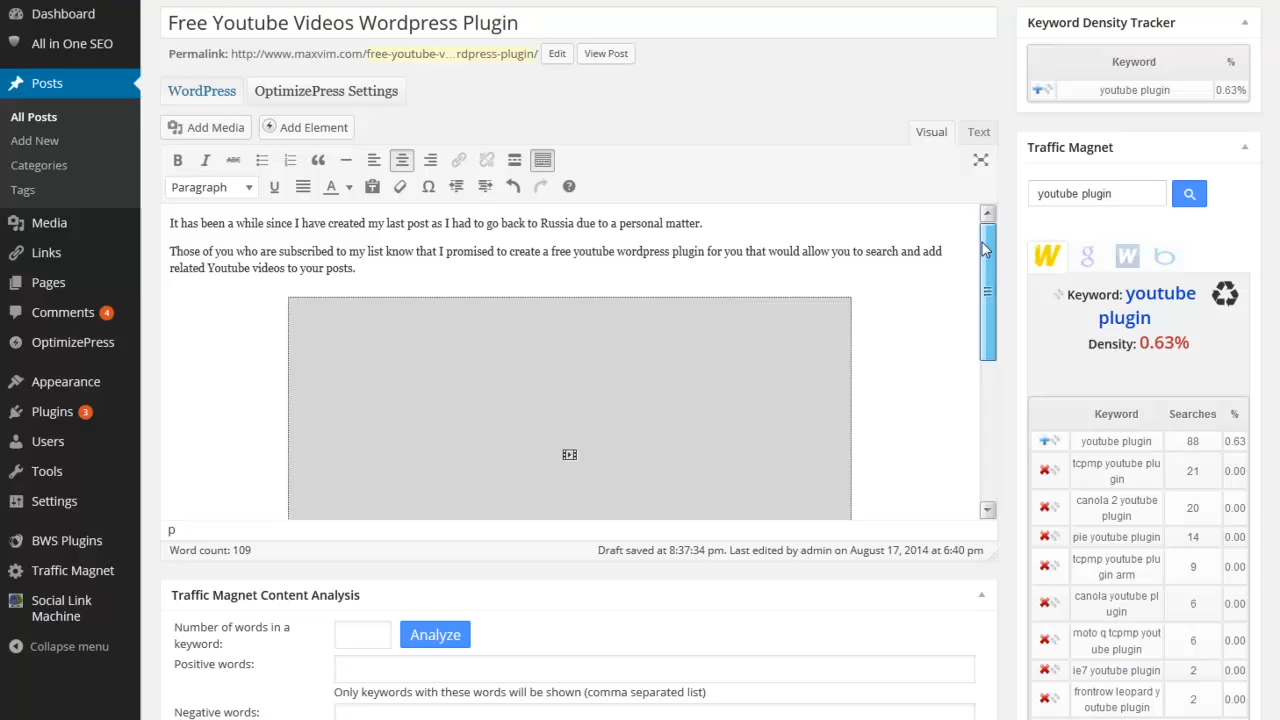 Dashboard
All in One SEO
Posts
All Posts
Add New
Categories
Tags
Media
Links
Pages
Comments 4
OptimizePress
Appearance
Plugins 3
Users
Tools
Settings
BWS Plugins
Traffic Magnet
Social Link
Machine
Collapse menu
Free Youtube Videos Wordpress Plugin
Permalink: http://www.maxvim.com/free-youtube-v...rdpress-plugin/ Edit View Post
WordPress OptimizePress Settings
Add Media Add Element Visual Text
B I ABC
Paragraph U A
It has been a while since I have created my last post as I had to go back to Russia due to a personal matter.
Those of you who are subscribed to my list know that I promised to create a free youtube wordpress plugin for you that would allow you to search and add
related Youtube videos to your posts.
p
Word count: 109 Draft saved at 8:37:34 pm. Last edited by admin on August 17, 2014 at 6:40 pm
Traffic Magnet Content Analysis
Number of words in a
keyword:
Analyze
Positive words:
Only keywords with these words will be shown (comma separated list)
Negative words:
Keyword Density Tracker
Keyword %
youtube plugin 0.63%
Traffic Magnet
youtube plugin
W g W b
Keyword: youtube
plugin
Density: 0.63%
Keyword Searches %
youtube plugin 88 0.63
tcpmp youtube plu
gin 21 0.00
canola 2 youtube
plugin 20 0.00
pie youtube plugin 14 0.00
tcpmp youtube plu
gin arm 9 0.00
canola youtube pl
ugin 6 0.00
moto q tcpmp yout
ube plugin 6 0.00
ie7 youtube plugin 2 0.00
frontrow leopard y
outube plugin 2 0.00